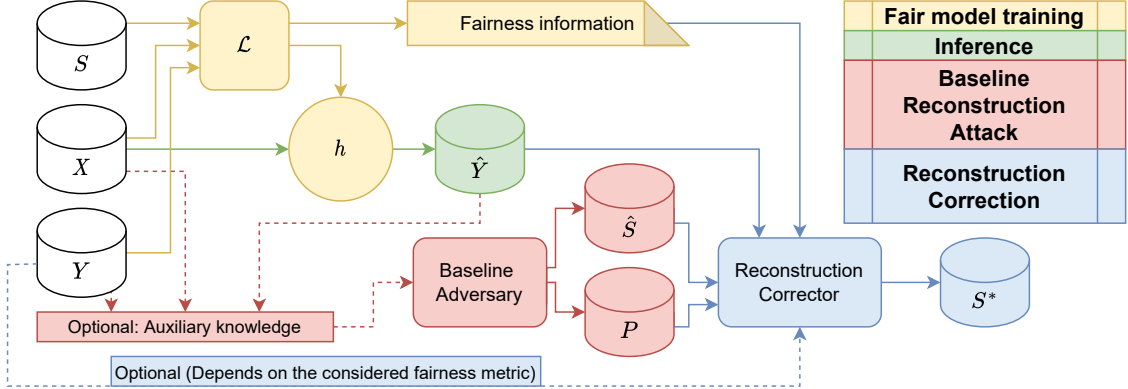 S
𝓛
Fairness information
Fair model training
Inference
Baseline
Reconstruction
Attack
Reconstruction
Correction
X
h
Ŷ
Y
Ŝ
P
Baseline
Adversary
Reconstruction
Corrector
S*
Optional: Auxiliary knowledge
Optional (Depends on the considered fairness metric)